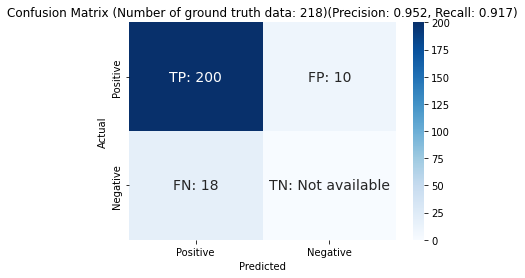 Confusion Matrix (Number of ground truth data: 218)(Precision: 0.952, Recall: 0.917)
Actual
Positive
Negative
TP: 200
FP: 10
FN: 18
TN: Not available
Positive
Negative
Predicted
200
175
150
125
100
75
50
25
0